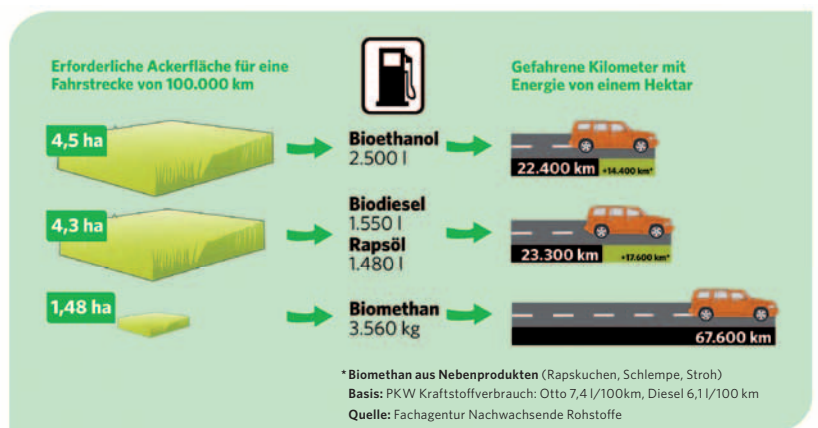 Erforderliche Ackerfläche für eine
Fahrstrecke von 100.000 km
Gefahrene Kilometer mit
Energie von einem Hektar
4,5 ha
Bioethanol
2.500 l
22.400 km
+14.400 km*
4,3 ha
Biodiesel
1.550 l
Rapsöl
1.480 l
23.300 km
+17.600 km*
1,48 ha
Biomethan
3.560 kg
67.600 km
* Biomethan aus Nebenprodukten (Rapskuchen, Schlempe, Stroh)
Basis: PKW Kraftstoffverbrauch: Otto 7,4 l/100km, Diesel 6,1 l/100 km
Quelle: Fachagentur Nachwachsende Rohstoffe